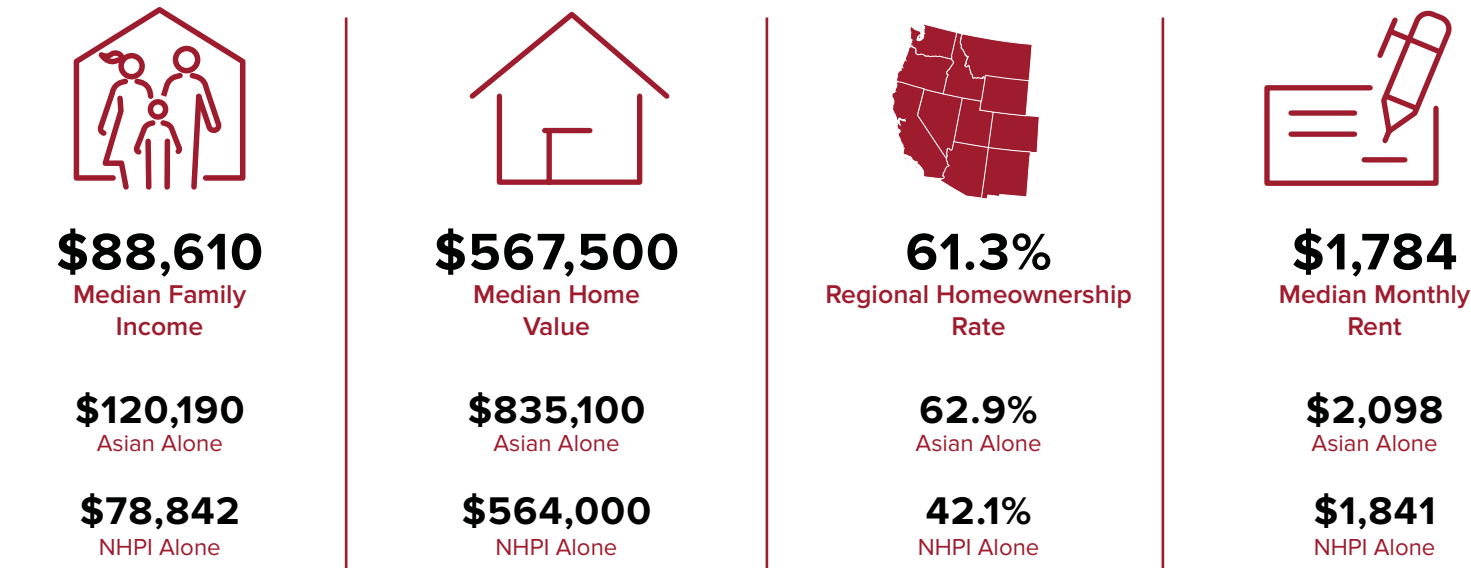 $88,610
Median Family
Income
$120,190
Asian Alone
$78,842
NHPI Alone
$567,500
Median Home
Value
$835,100
Asian Alone
$564,000
NHPI Alone
61.3%
Regional Homeownership
Rate
62.9%
Asian Alone
42.1%
NHPI Alone
$1,784
Median Monthly
Rent
$2,098
Asian Alone
$1,841
NHPI Alone